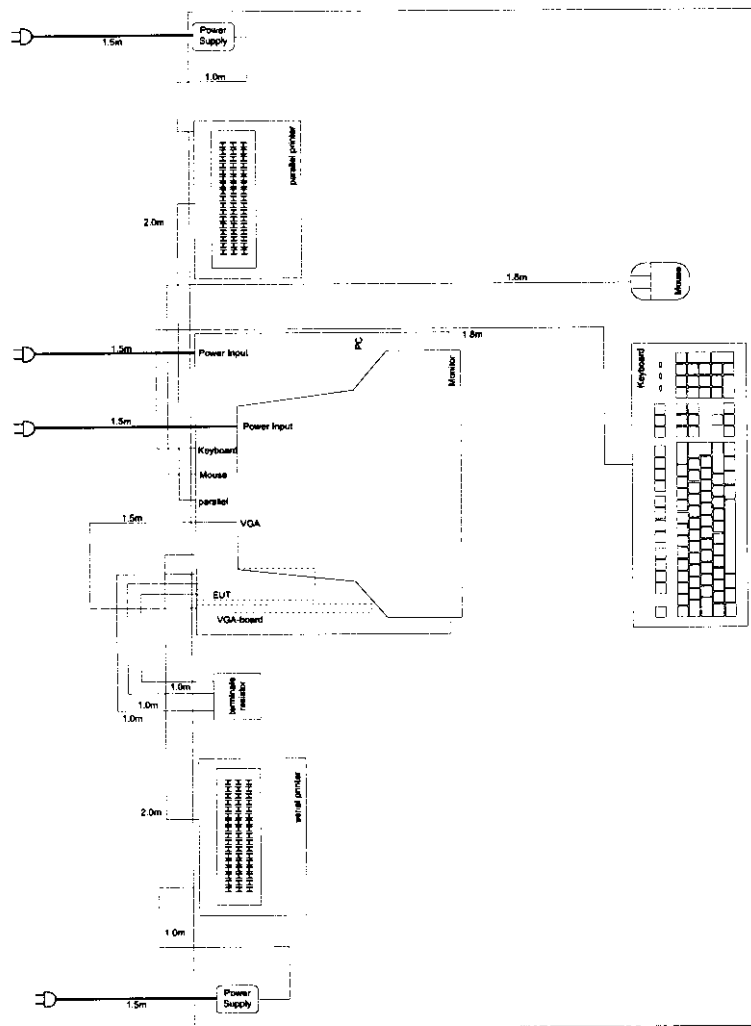 Power
Supply
1.5m
1.0m
parallel printer
2.0m
1.8m
Mouse
PC
1.8m
1.5m
Power Input
Monitor
Keyboard
1.5m
Power Input
Keyboard
Mouse
parallel
1.5m
VGA
EUT
VGA-board
1.0m
1.0m
1.0m
terminate
resistor
serial printer
2.0m
1.0m
Power
Supply
1.5m